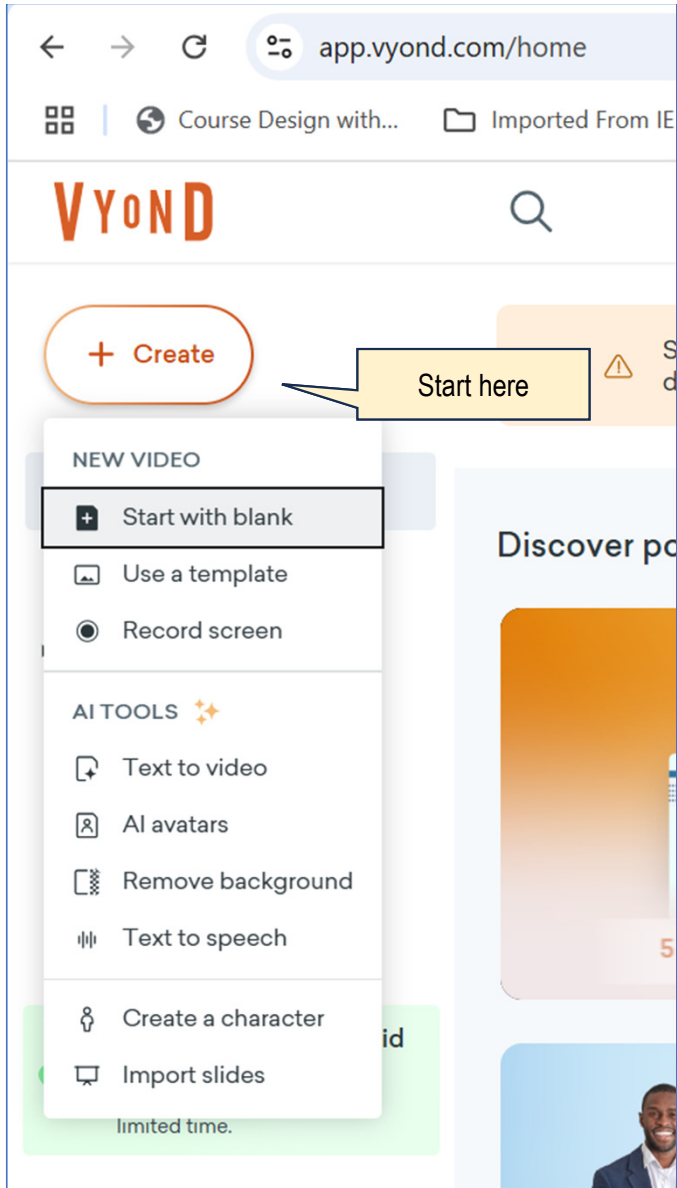 app.vyond.com/home
Course Design with...
Imported From IE
VYOND
+ Create
Start here
S
d
NEW VIDEO
Start with blank
Use a template
Record screen
Discover po
AI TOOLS
Text to video
AI avatars
Remove background
Text to speech
5
Create a character
id
Import slides
limited time.